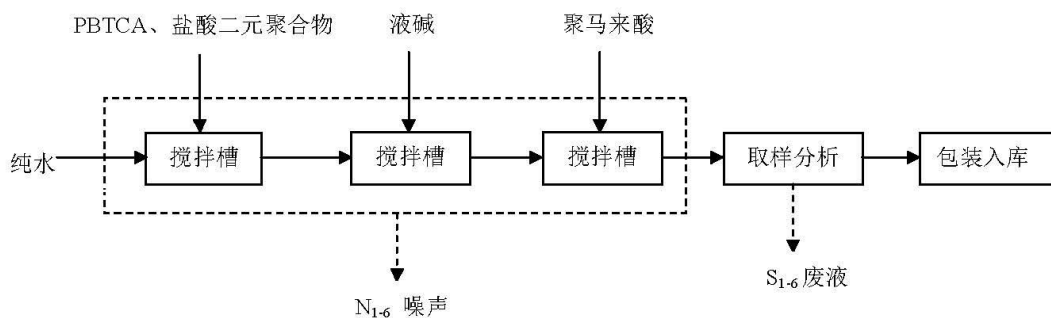 PBTCA、盐酸二元聚合物 液碱 聚马来酸
纯水 搅拌槽 搅拌槽 搅拌槽 取样分析 包装入库
S1-6 废液
N1-6 噪声